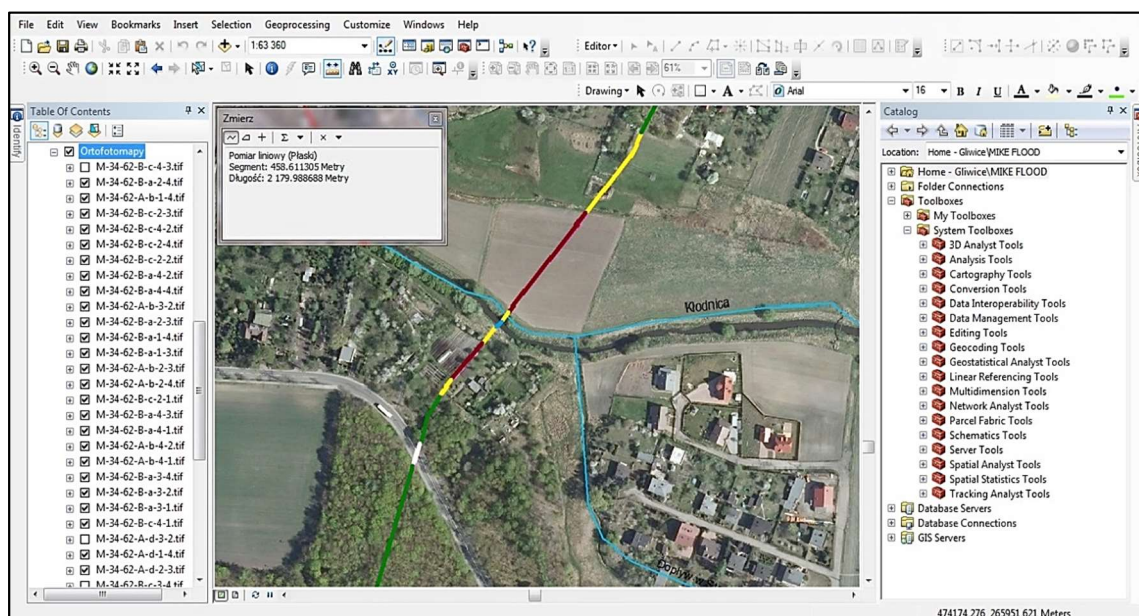 File Edit View Bookmarks Insert Selection Geoprocessing Customize Windows Help
1:63 360
Editor
61%
Drawing
A
Arial
16
B I U A
Table Of Contents
Identify
Ortofotomapy
M-34-62-B-c-4-3.tif
M-34-62-B-a-2-4.tif
M-34-62-A-b-1-4.tif
M-34-62-B-c-2-3.tif
M-34-62-B-c-4-2.tif
M-34-62-B-c-2-4.tif
M-34-62-B-c-2-2.tif
M-34-62-B-a-4-2.tif
M-34-62-B-a-4-4.tif
M-34-62-A-b-3-2.tif
M-34-62-B-a-2-3.tif
M-34-62-B-a-1-4.tif
M-34-62-B-a-1-3.tif
M-34-62-A-b-2-3.tif
M-34-62-A-b-2-4.tif
M-34-62-B-c-2-1.tif
M-34-62-B-a-4-3.tif
M-34-62-B-a-4-1.tif
M-34-62-A-b-4-2.tif
M-34-62-A-b-4-1.tif
M-34-62-B-a-3-4.tif
M-34-62-B-a-3-2.tif
M-34-62-B-a-3-1.tif
M-34-62-B-c-4-1.tif
M-34-62-A-d-3-2.tif
M-34-62-A-d-1-4.tif
M-34-62-A-d-2-3.tif
M-34-62-B-c-3-4.tif
Zmierz
Pomiar liniowy (Płaski)
Segment: 458.611305 Metry
Długość: 2 179.988688 Metry
Kłodnica
Dopływ w
Catalog
Location: Home - Gliwice\MIKE FLOOD
Home - Gliwice\MIKE FLOOD
Folder Connections
Toolboxes
My Toolboxes
System Toolboxes
3D Analyst Tools
Analysis Tools
Cartography Tools
Conversion Tools
Data Interoperability Tools
Data Management Tools
Editing Tools
Geocoding Tools
Geostatistical Analyst Tools
Linear Referencing Tools
Multidimension Tools
Network Analyst Tools
Parcel Fabric Tools
Schematics Tools
Server Tools
Spatial Analyst Tools
Spatial Statistics Tools
Tracking Analyst Tools
Database Servers
Database Connections
GIS Servers
474174,276 265951,621 Meters